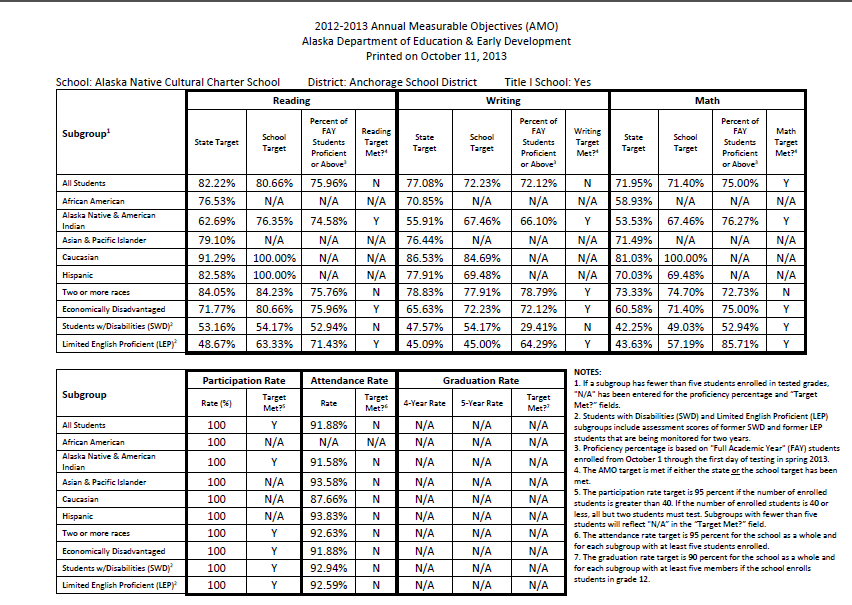 2012-2013 Annual Measurable Objectives (AMO)
Alaska Department of Education & Early Development
Printed on October 11, 2013
School: Alaska Native Cultural Charter School District: Anchorage School District Title I School: Yes
Reading Writing Math
Subgroup¹ State Target School Target Percent of FAY Students Proficient or Above³ Reading Target Met?⁴ State Target School Target Percent of FAY Students Proficient or Above³ Writing Target Met?⁴ State Target School Target Percent of FAY Students Proficient or Above³ Math Target Met?⁴
All Students 82.22% 80.66% 75.96% N 77.08% 72.23% 72.12% N 71.95% 71.40% 75.00% Y
African American 76.53% N/A N/A N/A 70.85% N/A N/A N/A 58.93% N/A N/A N/A
Alaska Native & American Indian 62.69% 76.35% 74.58% Y 55.91% 67.46% 66.10% Y 53.53% 67.46% 76.27% Y
Asian & Pacific Islander 79.10% N/A N/A N/A 76.44% N/A N/A N/A 71.49% N/A N/A N/A
Caucasian 91.29% 100.00% N/A N/A 86.53% 84.69% N/A N/A 81.03% 100.00% N/A N/A
Hispanic 82.58% 100.00% N/A N/A 77.91% 69.48% N/A N/A 70.03% 69.48% N/A N/A
Two or more races 84.05% 84.23% 75.76% N 78.83% 77.91% 78.79% Y 73.33% 74.70% 72.73% N
Economically Disadvantaged 71.77% 80.66% 75.96% Y 65.63% 72.23% 72.12% Y 60.58% 71.40% 75.00% Y
Students w/Disabilities (SWD)² 53.16% 54.17% 52.94% N 47.57% 54.17% 29.41% N 42.25% 49.03% 52.94% Y
Limited English Proficient (LEP)² 48.67% 63.33% 71.43% Y 45.09% 45.00% 64.29% Y 43.63% 57.19% 85.71% Y
Subgroup Participation Rate Attendance Rate Graduation Rate
Rate (%) Target Met?⁵ Rate Target Met?⁶ 4-Year Rate 5-Year Rate Target Met?⁷
All Students 100 Y 91.88% N N/A N/A N/A
African American 100 N/A N/A N/A N/A N/A N/A
Alaska Native & American Indian 100 Y 91.58% N N/A N/A N/A
Asian & Pacific Islander 100 N/A 93.58% N N/A N/A N/A
Caucasian 100 N/A 87.66% N N/A N/A N/A
Hispanic 100 N/A 93.83% N N/A N/A N/A
Two or more races 100 Y 92.63% N N/A N/A N/A
Economically Disadvantaged 100 Y 91.88% N N/A N/A N/A
Students w/Disabilities (SWD)² 100 Y 92.94% N N/A N/A N/A
Limited English Proficient (LEP)² 100 Y 92.59% N N/A N/A N/A
NOTES:
1. If a subgroup has fewer than five students enrolled in tested grades,
"N/A" has been entered for the proficiency percentage and "Target
Met?" fields.
2. Students with Disabilities (SWD) and Limited English Proficient (LEP)
subgroups include assessment scores of former SWD and former LEP
students that are being monitored for two years.
3. Proficiency percentage is based on "Full Academic Year" (FAY) students
enrolled from October 1 through the first day of testing in spring 2013.
4. The AMO target is met if either the state or the school target has been
met.
5. The participation rate target is 95 percent if the number of enrolled
students is greater than 40. If the number of enrolled students is 40 or
less, all but two students must test. Subgroups with fewer than five
students will reflect "N/A" in the "Target Met?" field.
6. The attendance rate target is 95 percent for the school as a whole and
for each subgroup with at least five students enrolled.
7. The graduation rate target is 90 percent for the school as a whole and
for each subgroup with at least five members if the school enrolls
students in grade 12.